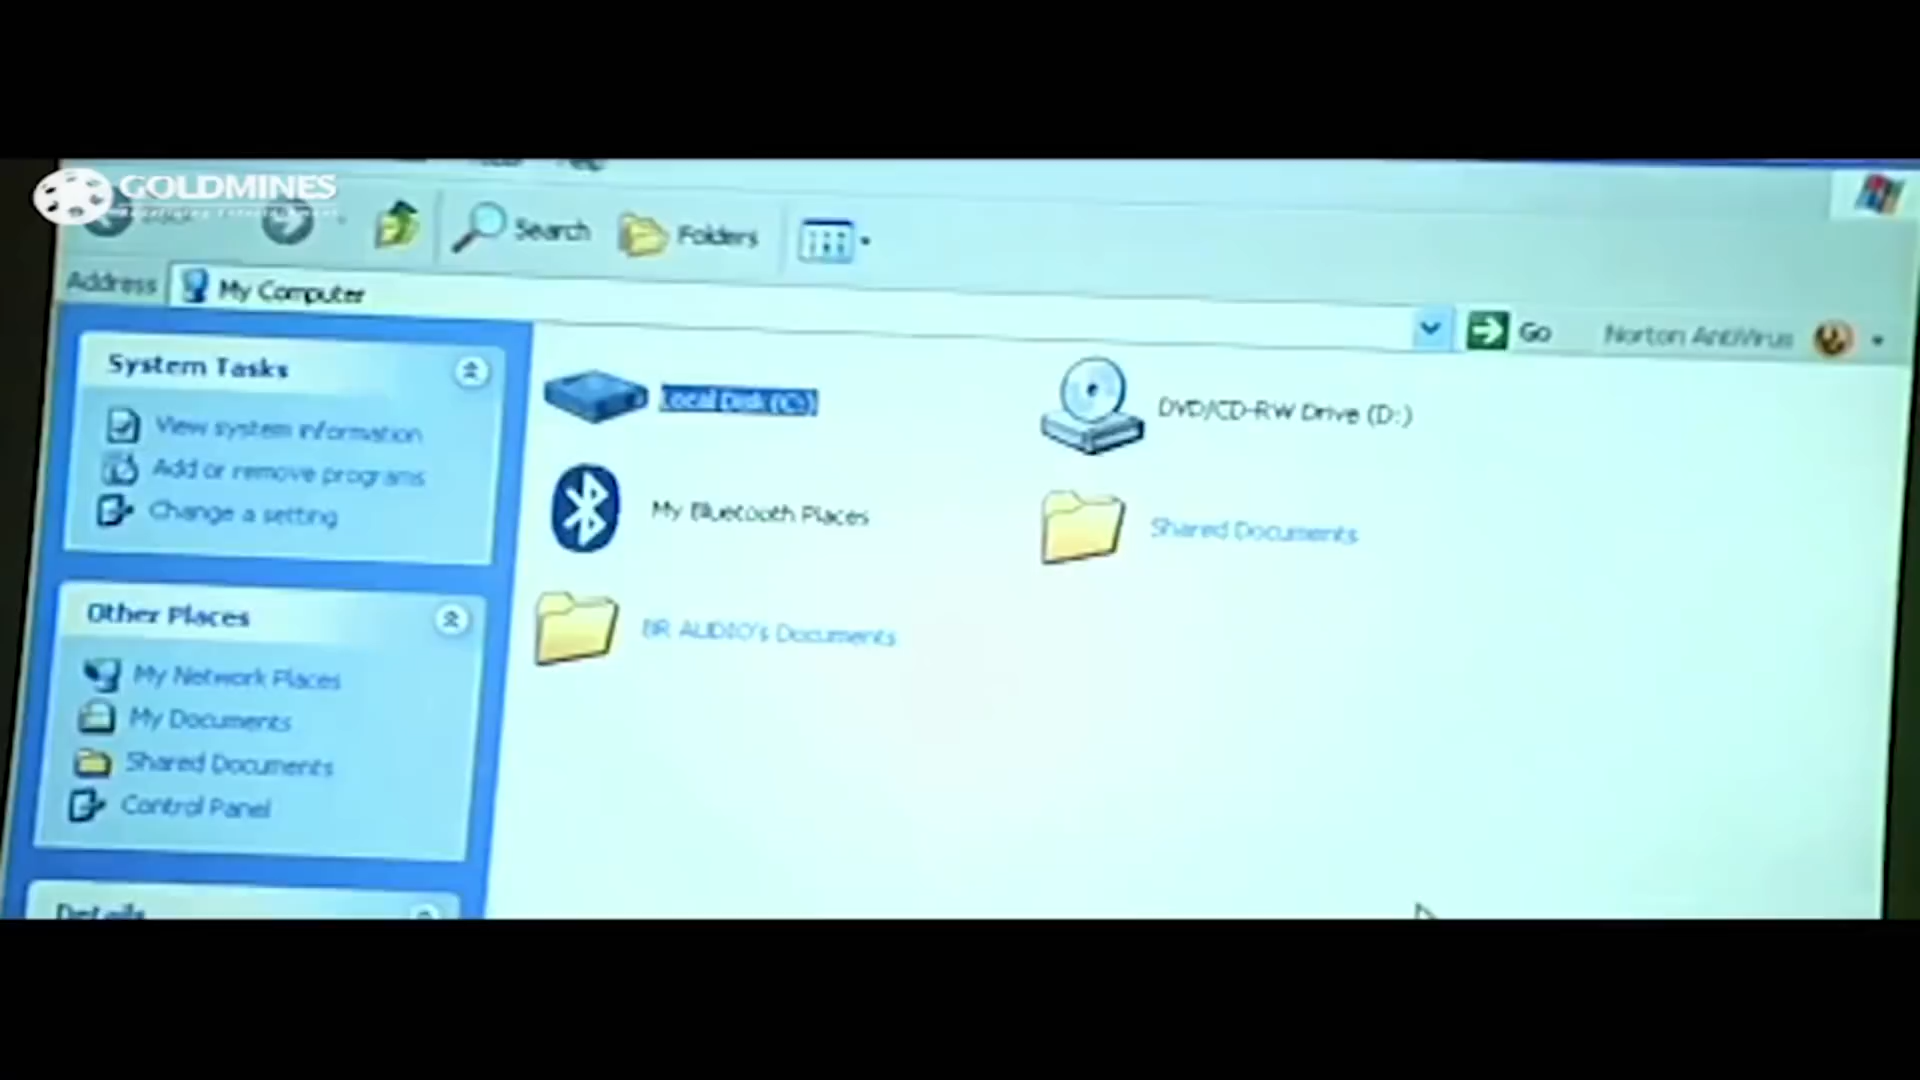 GOLDMINES
Search
Folders
Address
My Computer
Go
Norton AntiVirus
System Tasks
View system information
Add or remove programs
Change a setting
Local Disk (C:)
DVD/CD-RW Drive (D:)
My Bluetooth Places
Shared Documents
BR AUDIO's Documents
Other Places
My Network Places
My Documents
Shared Documents
Control Panel
Details